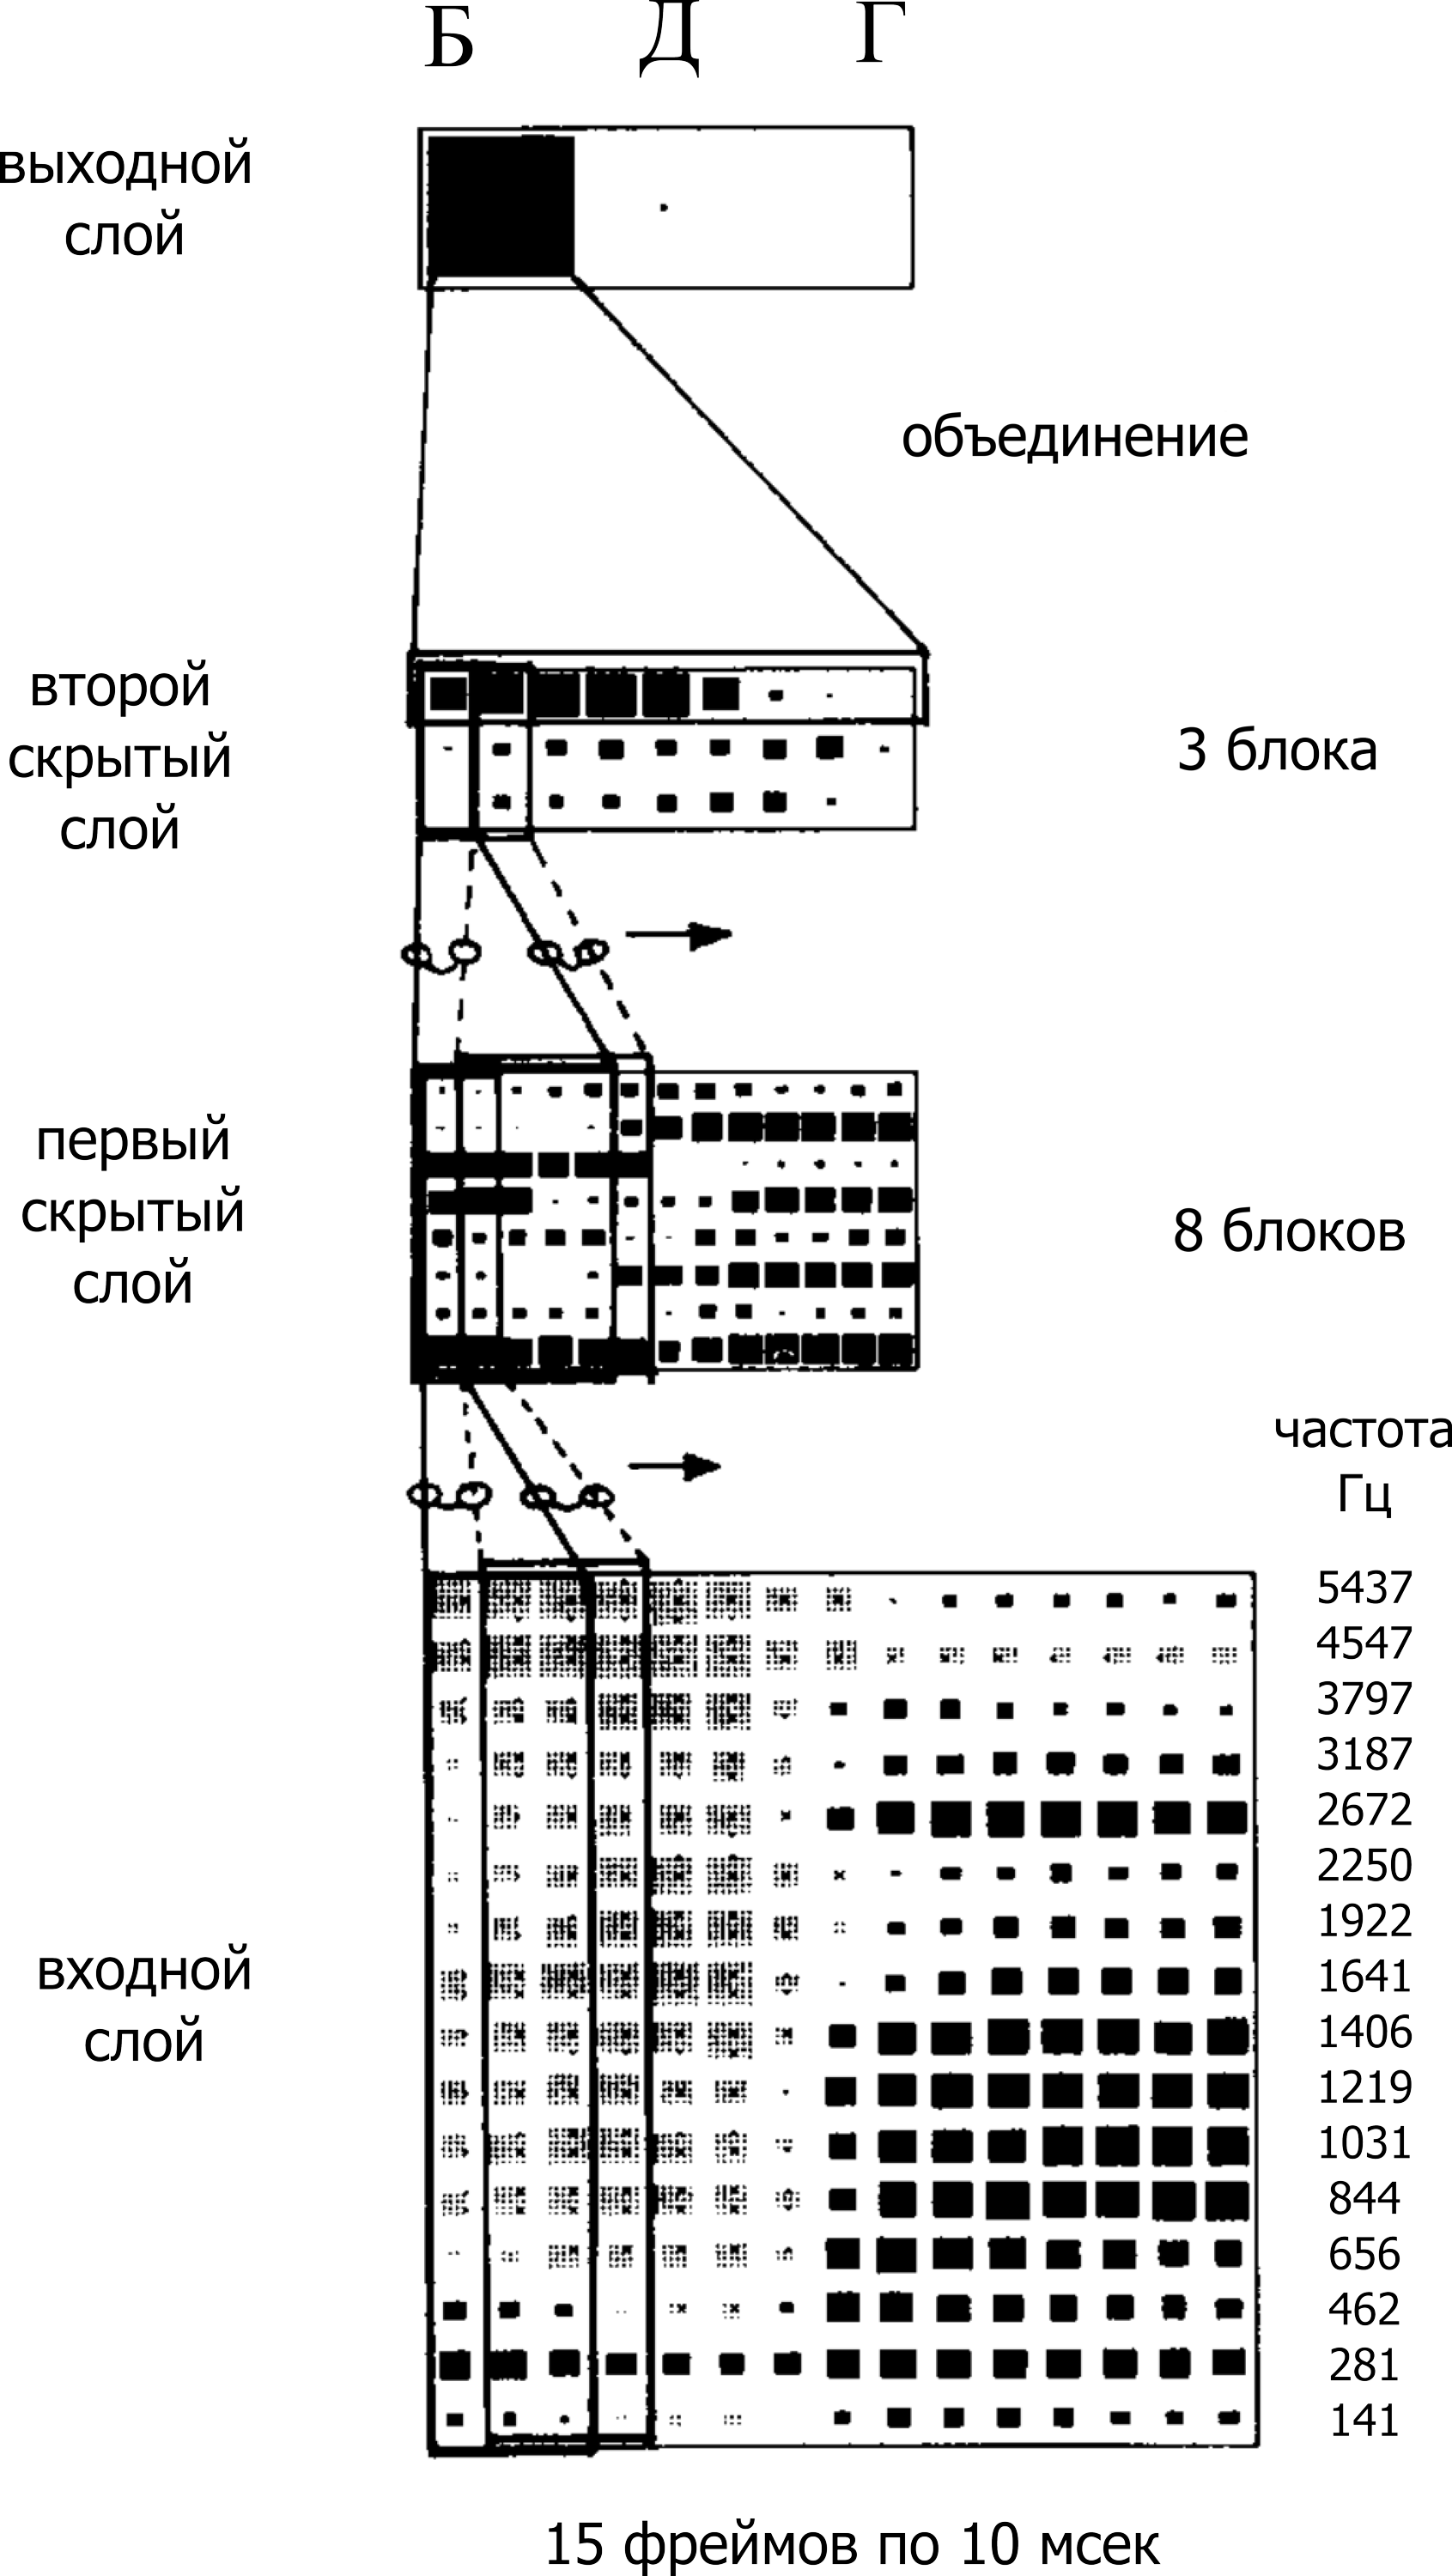 Б Д Г
выходной
слой
объединение
второй
скрытый
слой
3 блока
первый
скрытый
слой
8 блоков
частота
Гц
5437
4547
3797
3187
2672
2250
1922
1641
1406
1219
1031
844
656
462
281
141
входной
слой
15 фреймов по 10 мсек